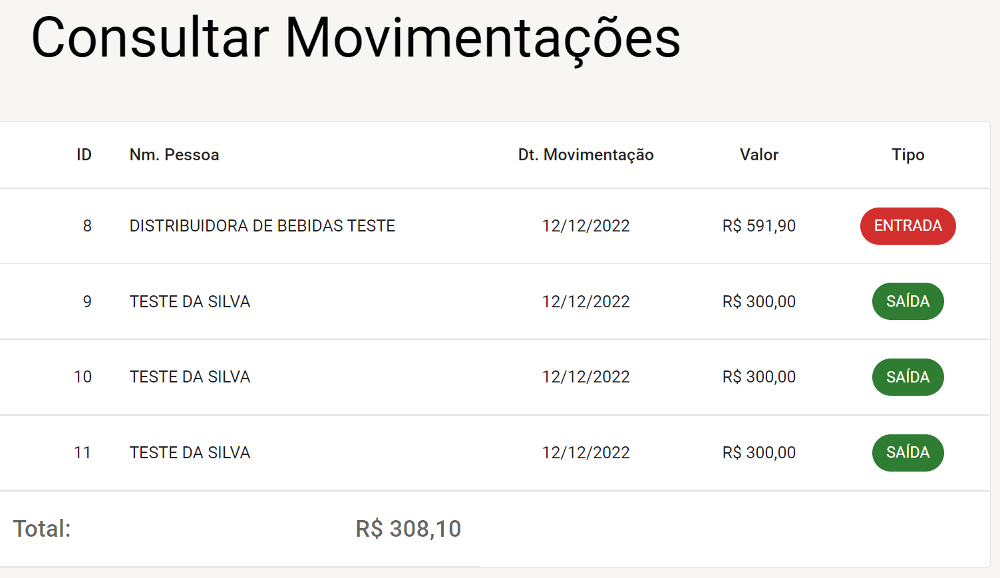 Consultar Movimentações
ID Nm. Pessoa Dt. Movimentação Valor Tipo
8 DISTRIBUIDORA DE BEBIDAS TESTE 12/12/2022 R$ 591,90 ENTRADA
9 TESTE DA SILVA 12/12/2022 R$ 300,00 SAÍDA
10 TESTE DA SILVA 12/12/2022 R$ 300,00 SAÍDA
11 TESTE DA SILVA 12/12/2022 R$ 300,00 SAÍDA
Total: R$ 308,10